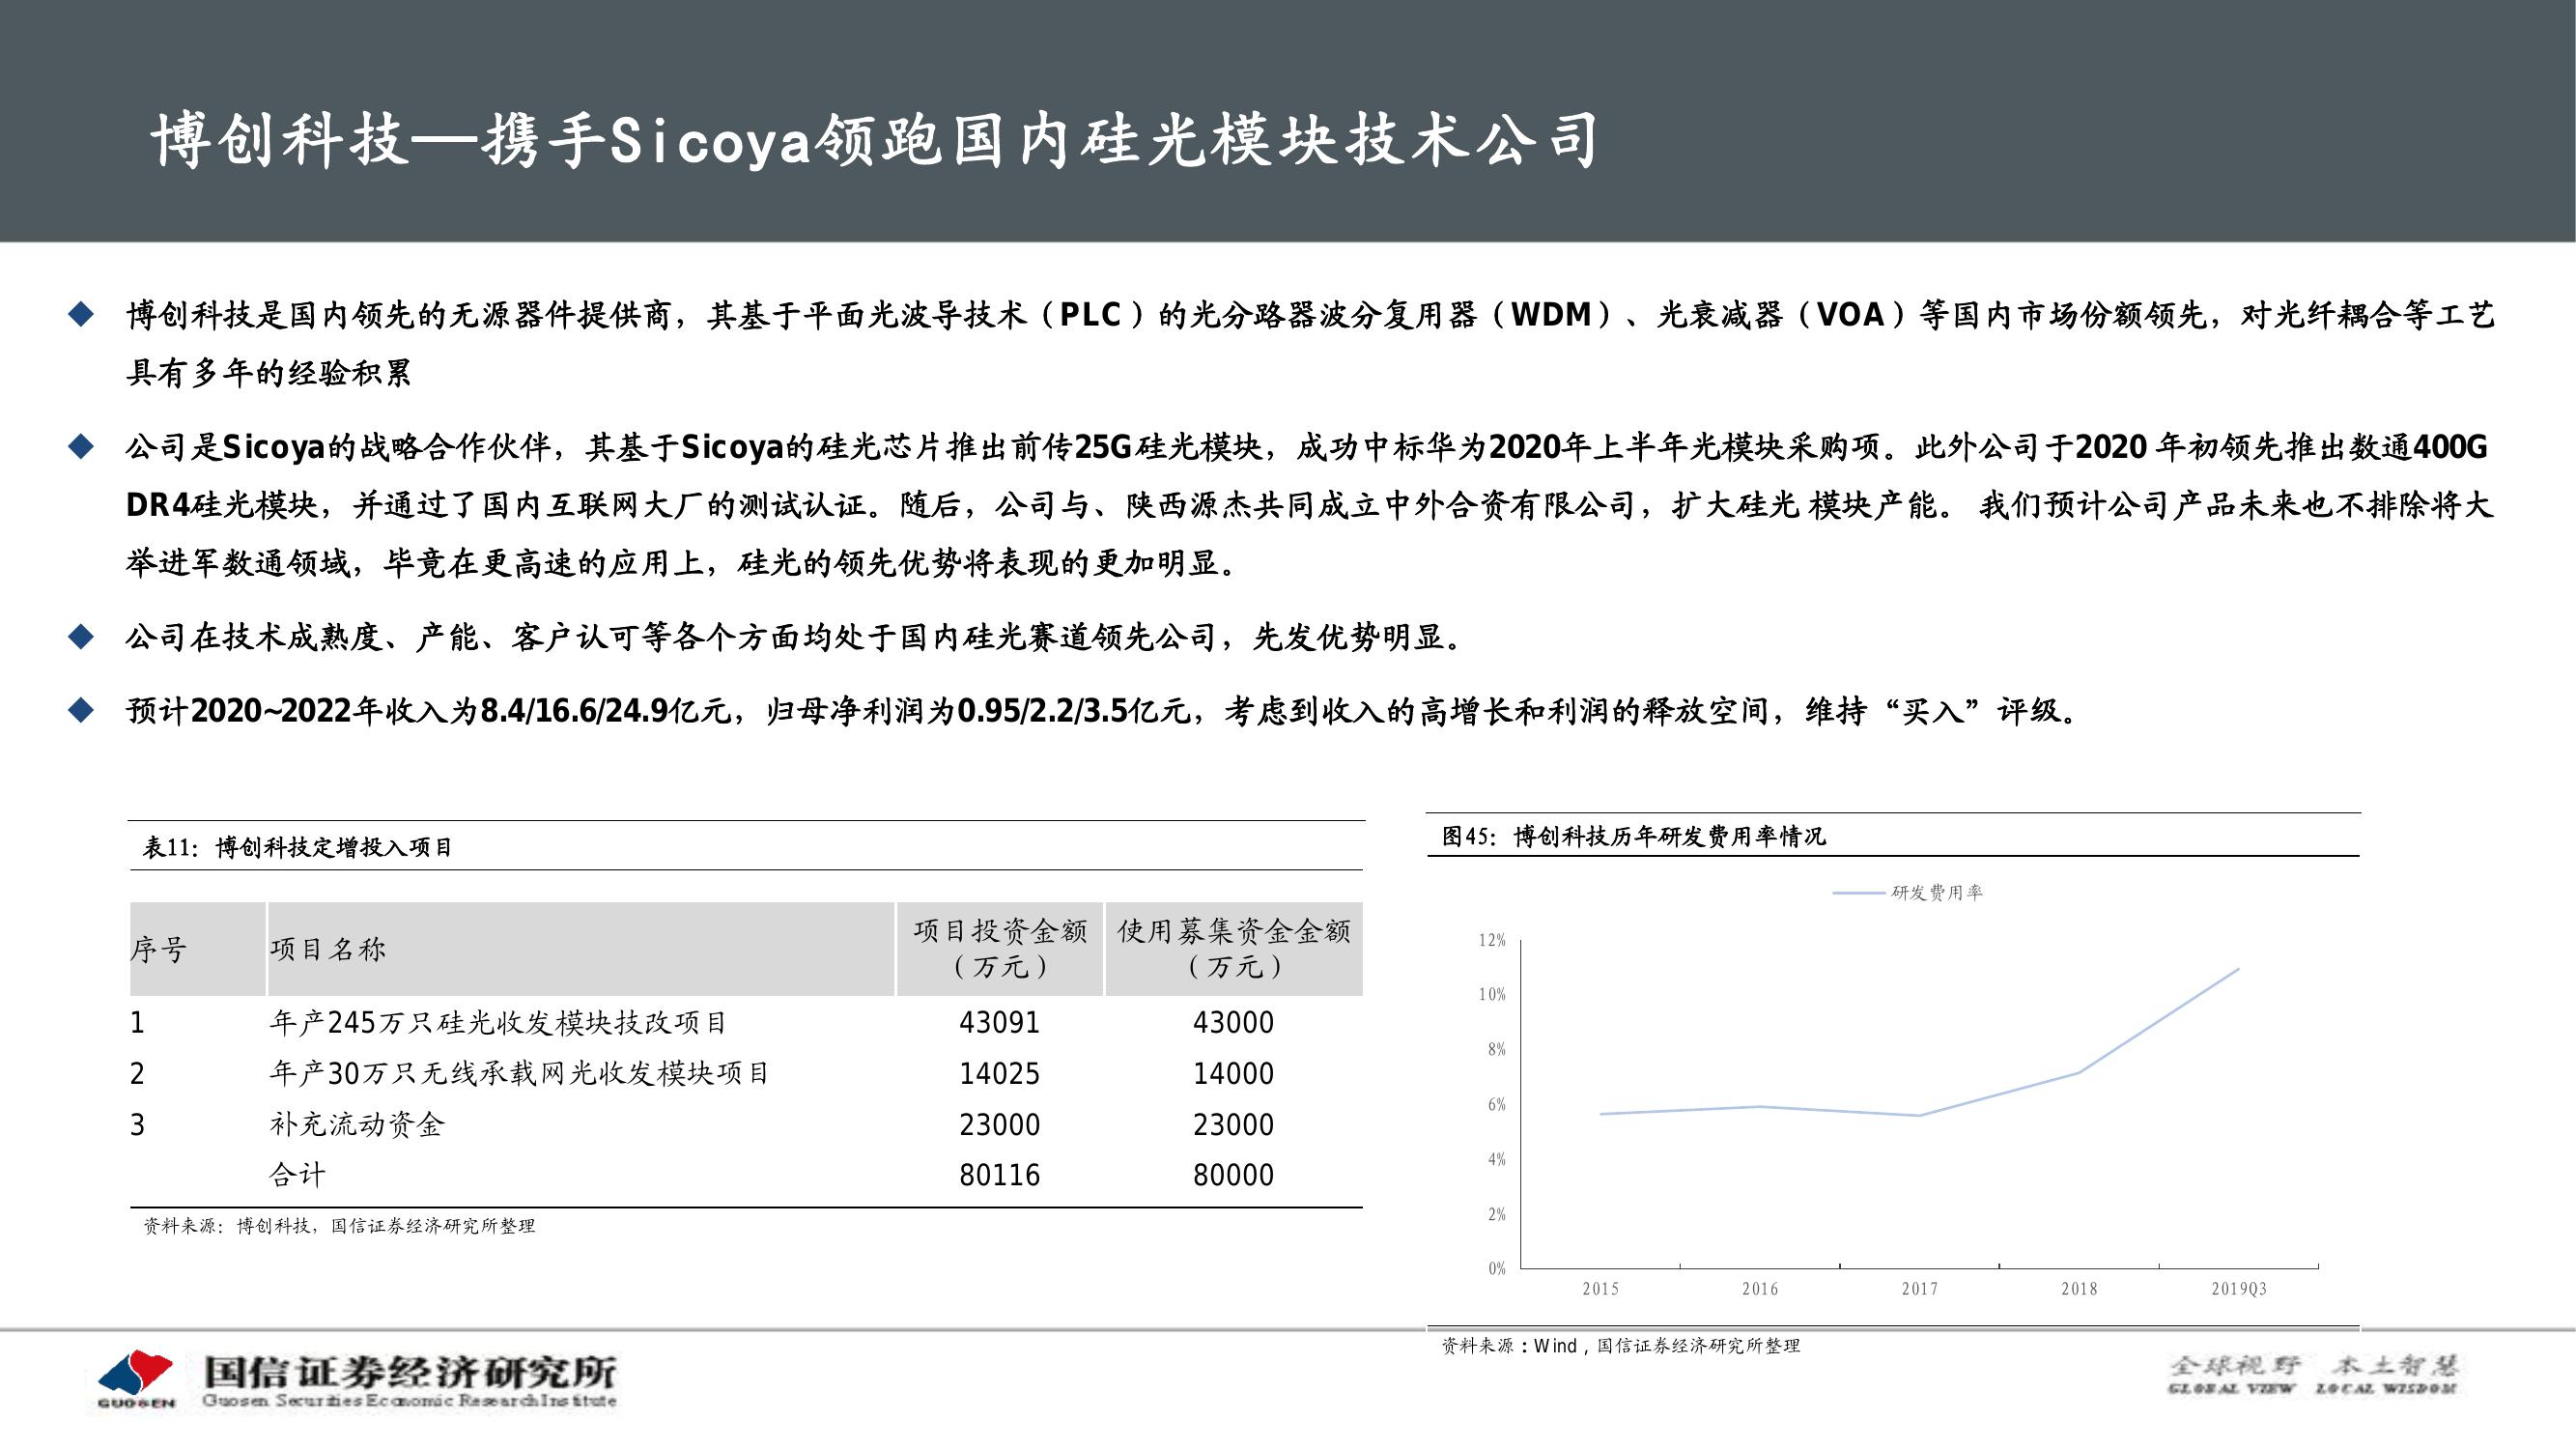 博创科技—携手Sicoya领跑国内硅光模块技术公司
博创科技是国内领先的无源器件提供商，其基于平面光波导技术（PLC）的光分路器波分复用器（WDM）、光衰减器（VOA）等国内市场份额领先，对光纤耦合等工艺
具有多年的经验积累
公司是Sicoya的战略合作伙伴，其基于Sicoya的硅光芯片推出前传25G硅光模块，成功中标华为2020年上半年光模块采购项。此外公司于2020 年初领先推出数通400G
DR4硅光模块，并通过了国内互联网大厂的测试认证。随后，公司与、陕西源杰共同成立中外合资有限公司，扩大硅光 模块产能。 我们预计公司产品未来也不排除将大
举进军数通领域，毕竟在更高速的应用上，硅光的领先优势将表现的更加明显。
公司在技术成熟度、产能、客户认可等各个方面均处于国内硅光赛道领先公司，先发优势明显。
预计2020~2022年收入为8.4/16.6/24.9亿元，归母净利润为0.95/2.2/3.5亿元，考虑到收入的高增长和利润的释放空间，维持“买入”评级。
表11：博创科技定增投入项目
序号 项目名称 项目投资金额（万元） 使用募集资金金额（万元）
1 年产245万只硅光收发模块技改项目 43091 43000
2 年产30万只无线承载网光收发模块项目 14025 14000
3 补充流动资金 23000 23000
合计 80116 80000
资料来源：博创科技，国信证券经济研究所整理
图45：博创科技历年研发费用率情况
研发费用率
12%
10%
8%
6%
4%
2%
0%
2015 2016 2017 2018 2019Q3
资料来源：Wind，国信证券经济研究所整理
GUOSEN
国信证券经济研究所
Guosen Securities Economic Research Institute
全球视野 本土智慧
GLOBAL VIEW LOCAL WISDOM